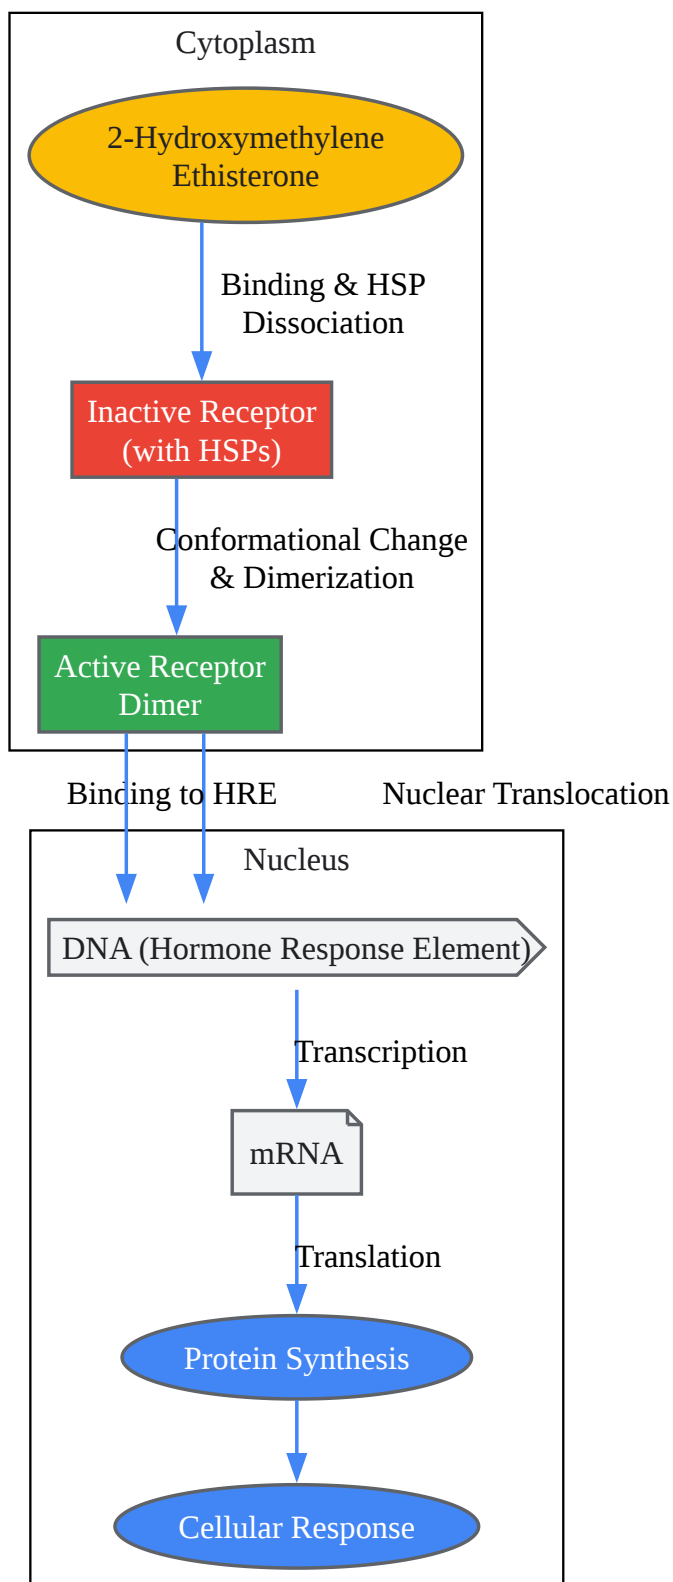 Cytoplasm
2-Hydroxymethylene
Ethisterone
Binding & HSP
Dissociation
Inactive Receptor
(with HSPs)
Conformational Change
& Dimerization
Active Receptor
Dimer
Binding to HRE
Nuclear Translocation
Nucleus
DNA (Hormone Response Element)
Transcription
mRNA
Translation
Protein Synthesis
Cellular Response